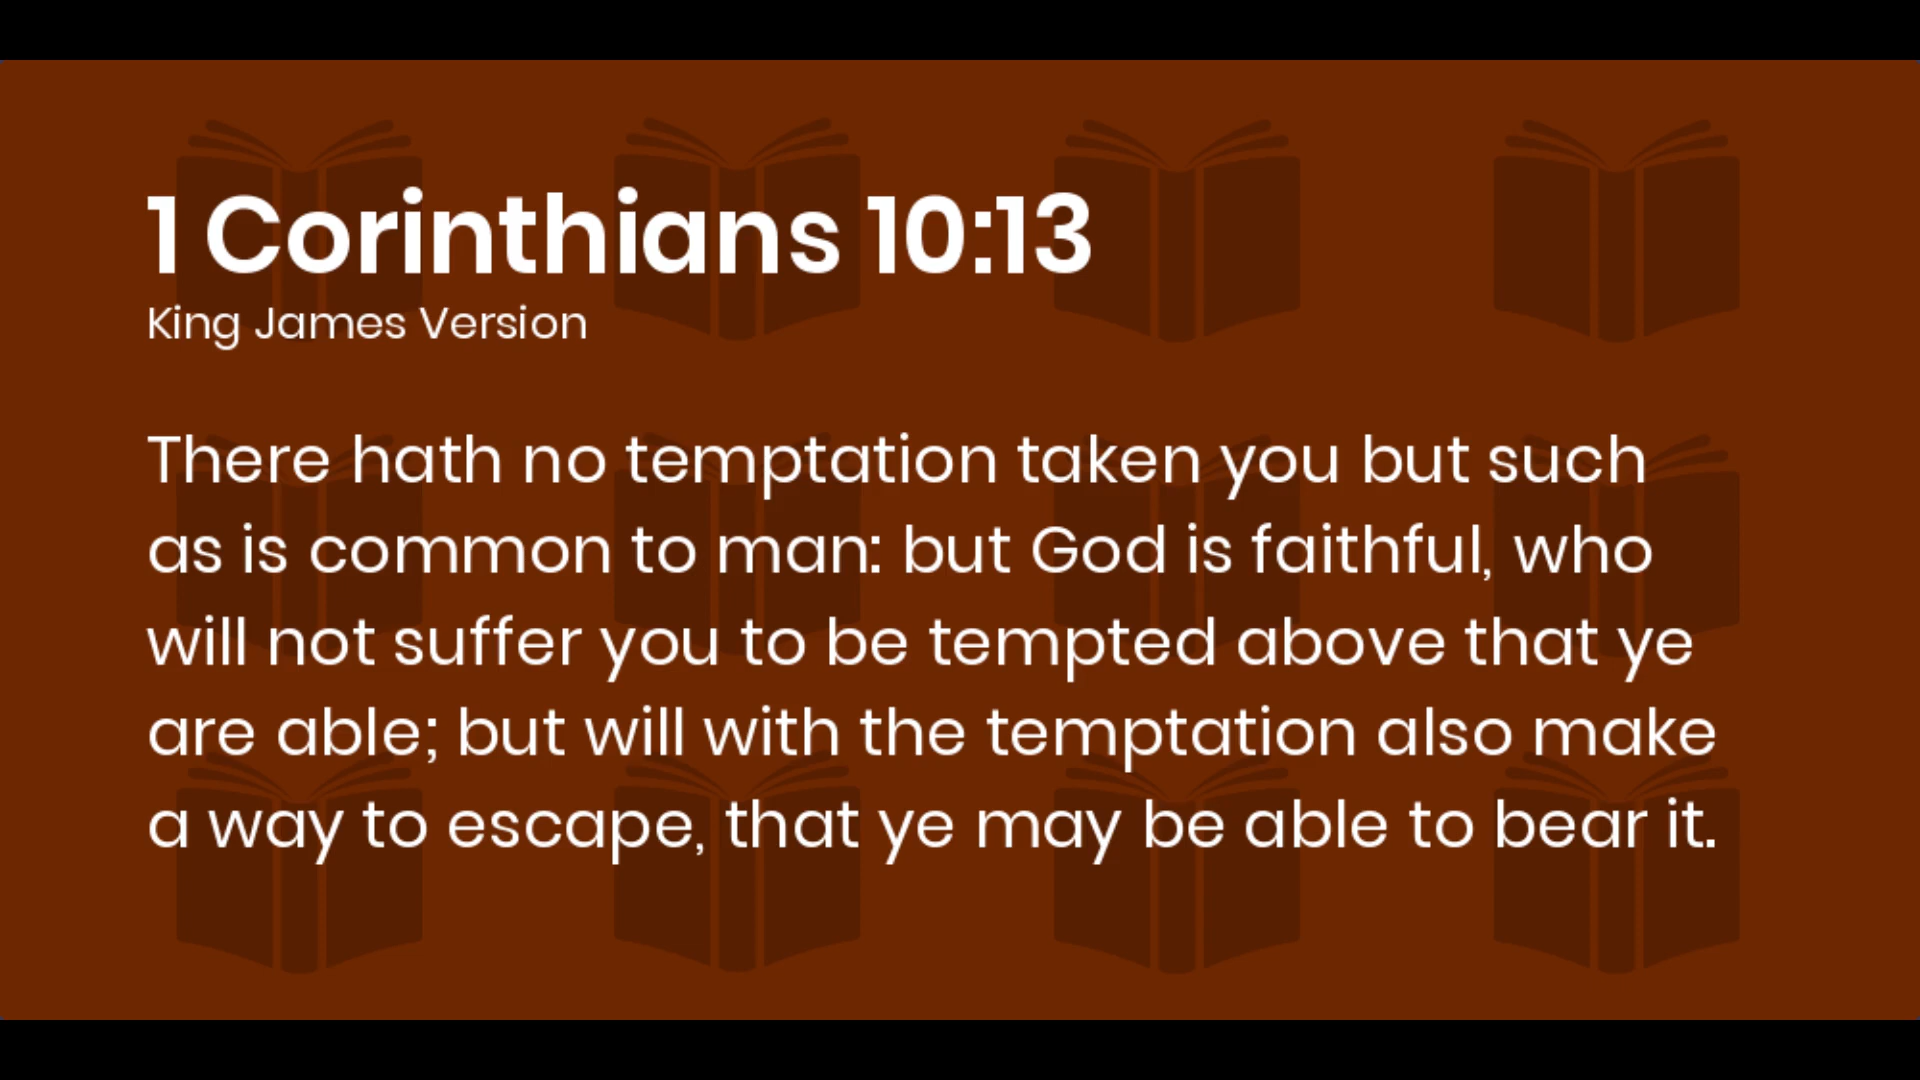 1 Corinthians 10:13
King James Version
There hath no temptation taken you but such
as is common to man: but God is faithful, who
will not suffer you to be tempted above that ye
are able; but will with the temptation also make
a way to escape, that ye may be able to bear it.